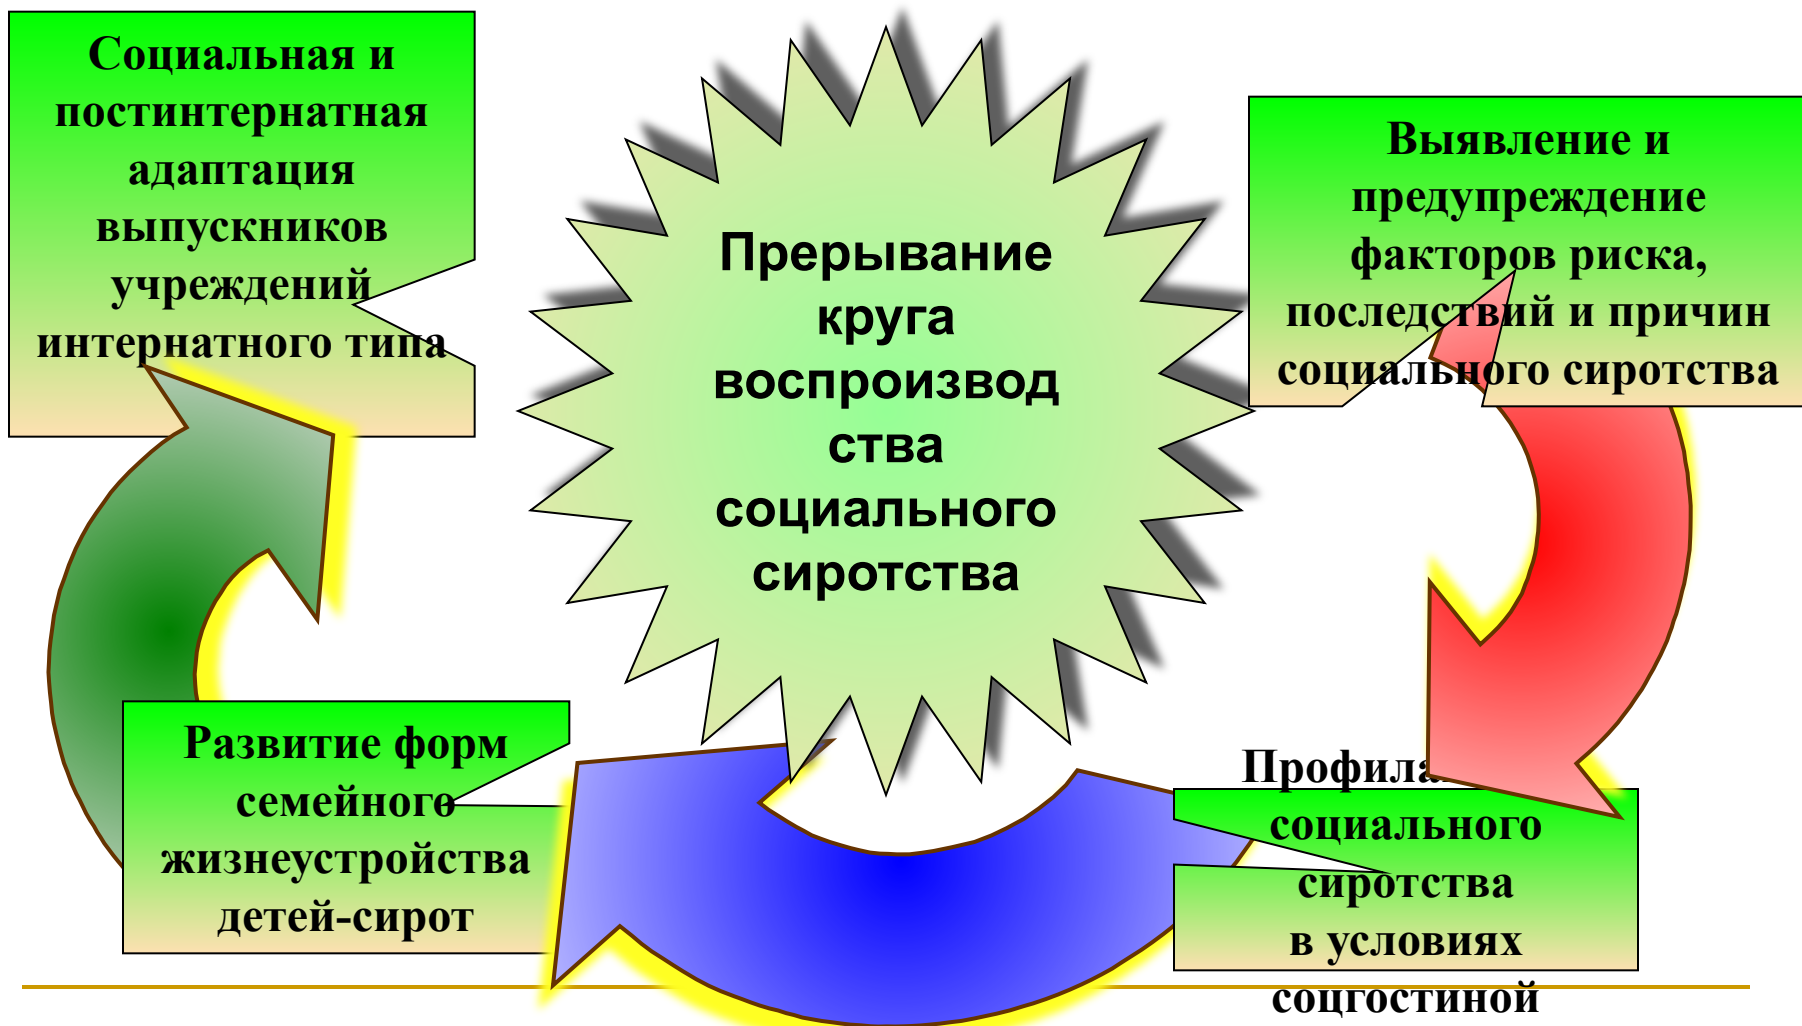 Социальная и
постинтернатная
адаптация
выпускников
учреждений
интернатного типа
Прерывание
круга
воспроизвод
ства
социального
сиротства
Выявление и
предупреждение
факторов риска,
последствий и причин
социального сиротства
Развитие форм
семейного
жизнеустройства
детей-сирот
социального
сиротства
в условиях
соцгостиной